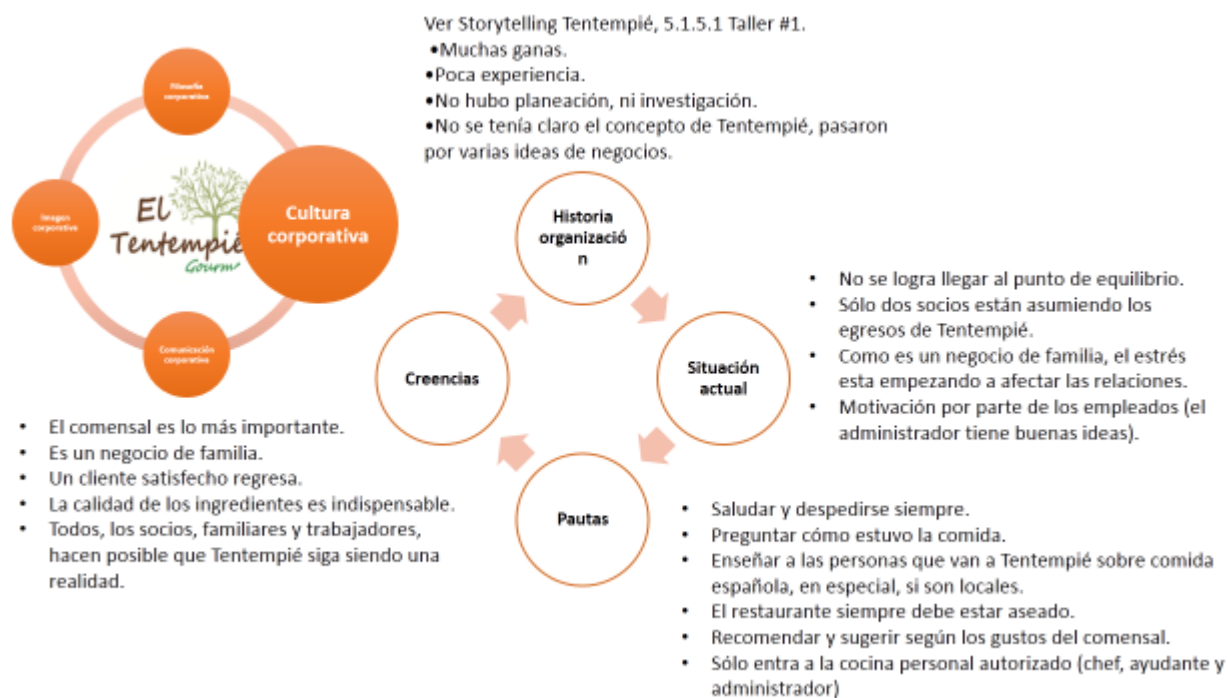 Ver Storytelling Tentempié, 5.1.5.1 Taller #1.
•Muchas ganas.
•Poca experiencia.
•No hubo planeación, ni investigación.
•No se tenía claro el concepto de Tentempié, pasaron
por varias ideas de negocios.
Filosofía
corporativa
Imagen
corporativa
El
Tentempié
Gourm
Cultura
corporativa
Comunicación
corporativa
Historia
organizació
n
Situación
actual
Pautas
Creencias
• No se logra llegar al punto de equilibrio.
• Sólo dos socios están asumiendo los
egresos de Tentempié.
• Como es un negocio de familia, el estrés
esta empezando a afectar las relaciones.
• Motivación por parte de los empleados (el
administrador tiene buenas ideas).
• El comensal es lo más importante.
• Es un negocio de familia.
• Un cliente satisfecho regresa.
• La calidad de los ingredientes es indispensable.
• Todos, los socios, familiares y trabajadores,
hacen posible que Tentempié siga siendo una
realidad.
• Saludar y despedirse siempre.
• Preguntar cómo estuvo la comida.
• Enseñar a las personas que van a Tentempié sobre comida
española, en especial, si son locales.
• El restaurante siempre debe estar aseado.
• Recomendar y sugerir según los gustos del comensal.
• Sólo entra a la cocina personal autorizado (chef, ayudante y
administrador)